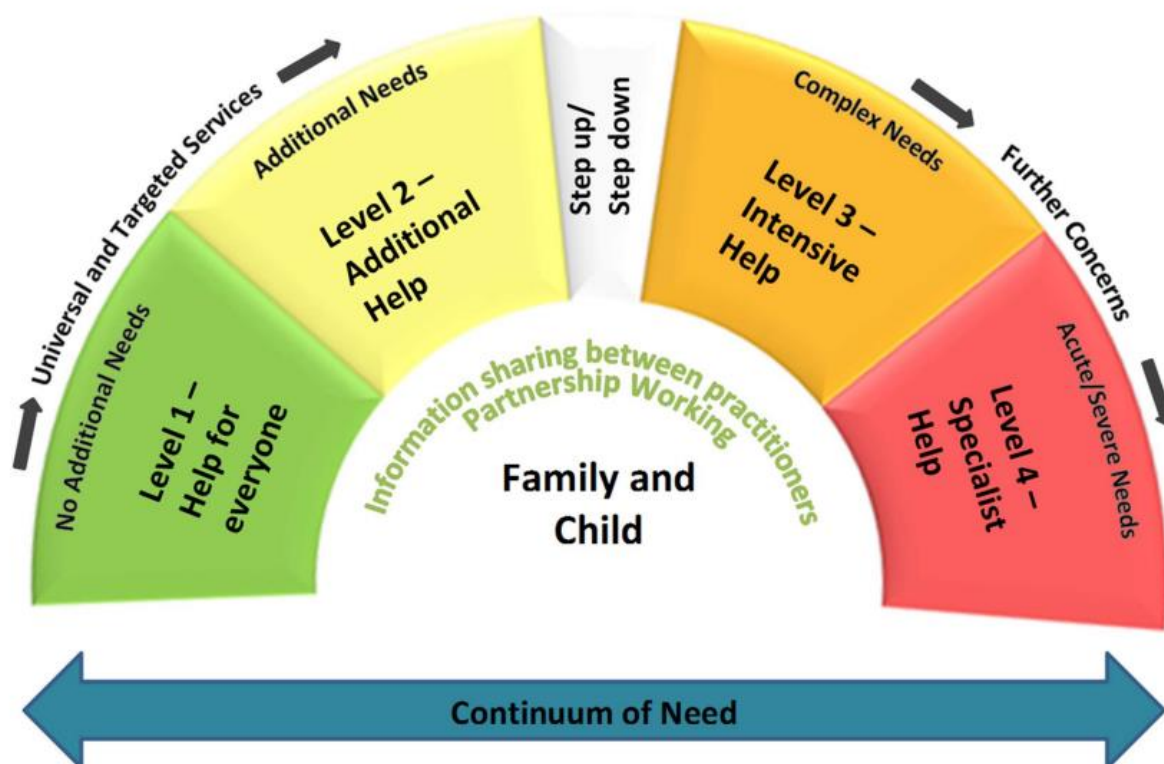 Universal and Targeted Services
No Additional Needs
Level 1 –
Help for
everyone
Additional Needs
Level 2 –
Additional
Help
Step up/
Step down
Complex Needs
Level 3 –
Intensive
Help
Further Concerns
Acute/Severe Needs
Level 4 –
Specialist
Help
Information sharing between practitioners
Partnership Working
Family and
Child
Continuum of Need